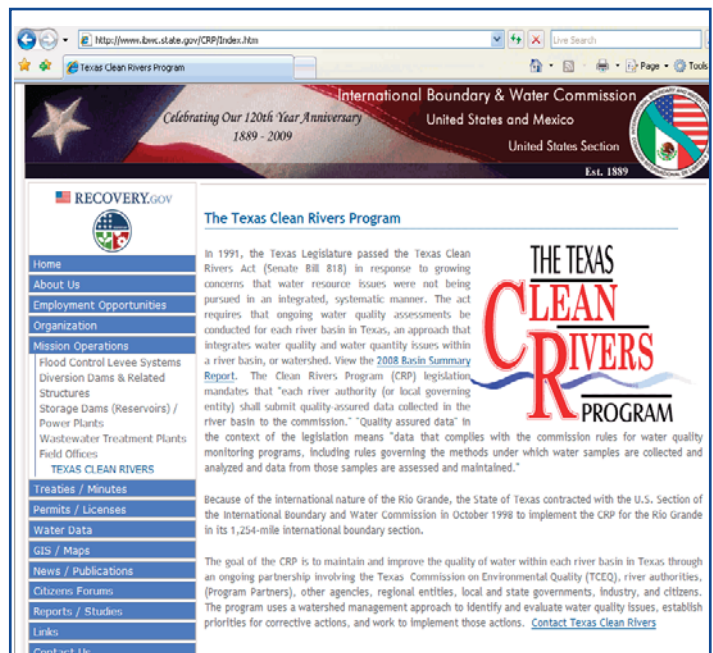 http://www.ibwc.state.gov/CRP/Index.htm
Live Search
Texas Clean Rivers Program
Page
Tools
International Boundary & Water Commission
Celebrating Our 120th Year Anniversary
United States and Mexico
1889 - 2009
United States Section
Est. 1889
RECOVERY.GOV
Home
About Us
Employment Opportunities
Organization
Mission Operations
Flood Control Levee Systems
Diversion Dams & Related
Structures
Storage Dams (Reservoirs) /
Power Plants
Wastewater Treatment Plants
Field Offices
TEXAS CLEAN RIVERS
Treaties / Minutes
Permits / Licenses
Water Data
GIS / Maps
News / Publications
Citizens Forums
Reports / Studies
Links
Contact Us
The Texas Clean Rivers Program
In 1991, the Texas Legislature passed the Texas Clean
Rivers Act (Senate Bill 818) in response to growing
concerns that water resource issues were not being
pursued in an integrated, systematic manner. The act
requires that ongoing water quality assessments be
conducted for each river basin in Texas, an approach that
integrates water quality and water quantity issues within
a river basin, or watershed. View the 2008 Basin Summary
Report. The Clean Rivers Program (CRP) legislation
mandates that "each river authority (or local governing
entity) shall submit quality-assured data collected in the
river basin to the commission." "Quality assured data" in
the context of the legislation means "data that complies with the commission rules for water quality
monitoring programs, including rules governing the methods under which water samples are collected and
analyzed and data from those samples are assessed and maintained."
THE TEXAS
CLEAN
RIVERS
PROGRAM
Because of the international nature of the Rio Grande, the State of Texas contracted with the U.S. Section of
the International Boundary and Water Commission in October 1998 to implement the CRP for the Rio Grande
in its 1,254-mile international boundary section.
The goal of the CRP is to maintain and improve the quality of water within each river basin in Texas through
an ongoing partnership involving the Texas Commission on Environmental Quality (TCEQ), river authorities,
(Program Partners), other agencies, regional entities, local and state governments, industry, and citizens.
The program uses a watershed management approach to identify and evaluate water quality issues, establish
priorities for corrective actions, and work to implement those actions. Contact Texas Clean Rivers